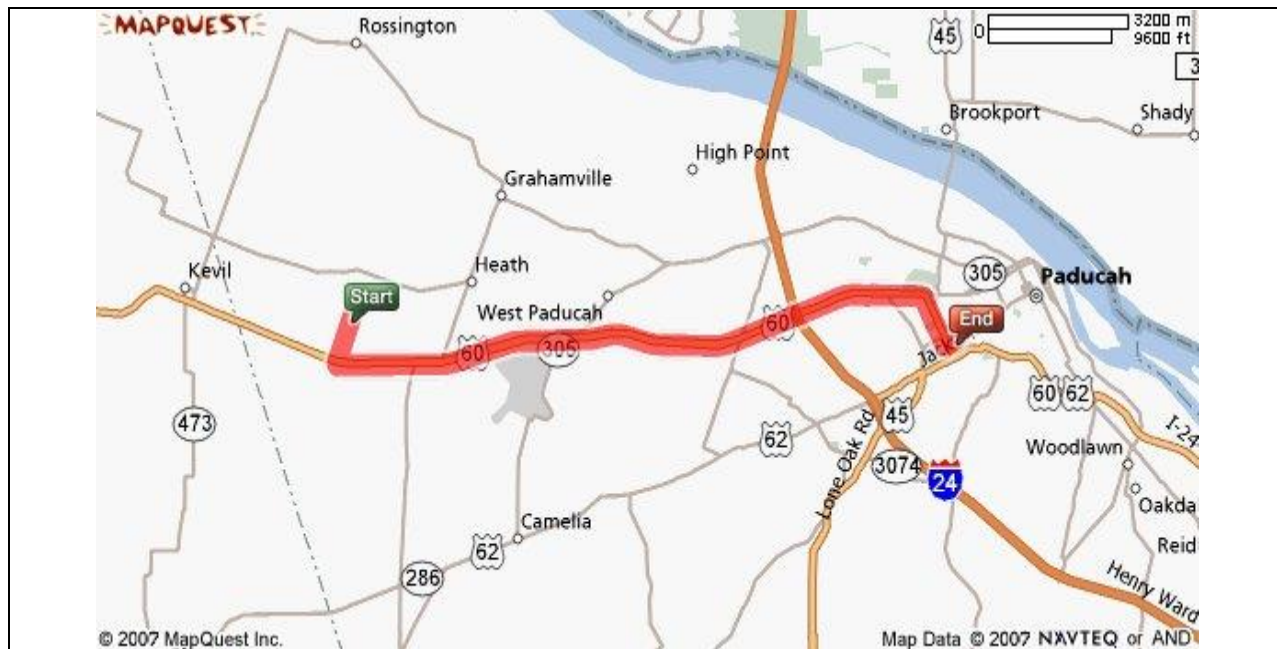 MAPQUEST
Rossington
45
0
3200 m
9600 ft
3
Brookport
Shady
High Point
Grahamville
Kevil
Heath
305
Paducah
Start
West Paducah
60
End
60
305
Jack
45
60
62
473
62
Lone Oak Rd
I-24
Woodlawn
3074
24
Oakda
Camelia
62
Reid
286
Henry Ward
© 2007 MapQuest Inc.
Map Data © 2007 NAVTEQ or AND